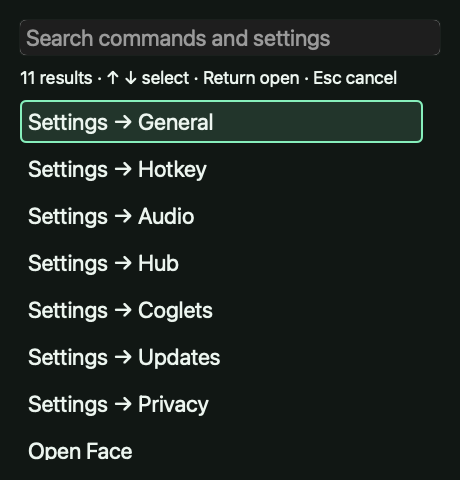 Search commands and settings
11 results · ↑ ↓ select · Return open · Esc cancel
Settings → General
Settings → Hotkey
Settings → Audio
Settings → Hub
Settings → Coglets
Settings → Updates
Settings → Privacy
Open Face